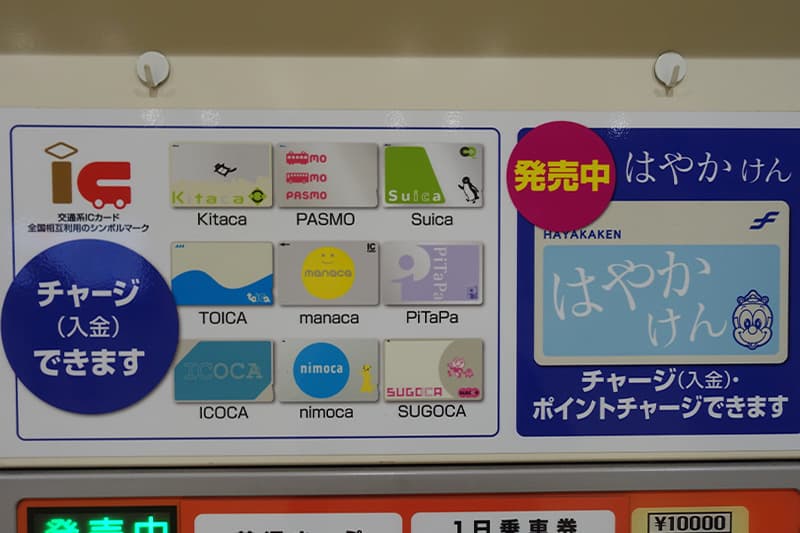 IC
交通系ICカード
全国相互利用のシンボルマーク
チャージ
(入金)
できます
Kitaca
Kitaca
PASMO
PASMO
Suica
Suica
TOICA
manaca
IC
manaca
PiTaPa
PiTaPa
ICOCA
ICOCA
nimoca
nimoca
SUGOCA
SUGOCA
発売中
はやかけん
HAYAKAKEN
はやか
けん
チャージ(入金)・
ポイントチャージできます
発売中
1日乗車券
¥10000